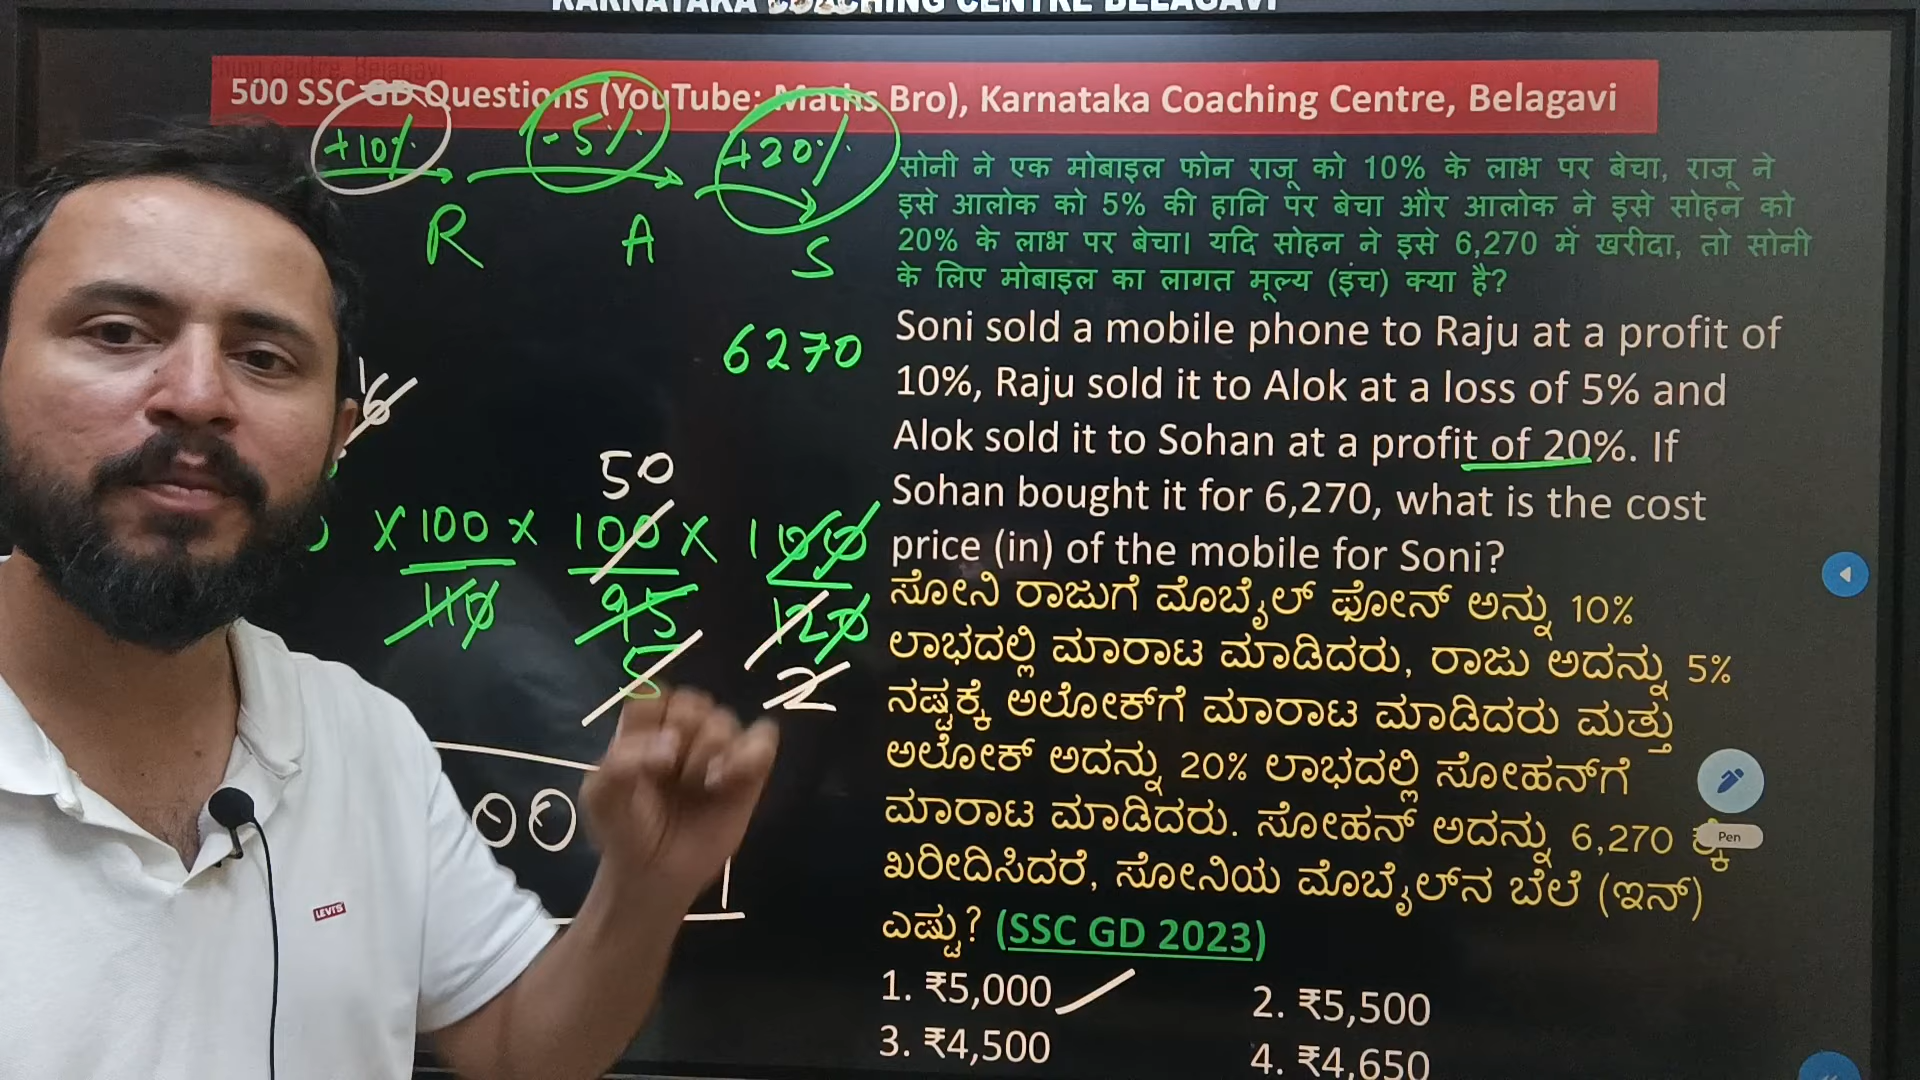 KARNATAKA COACHING CENTRE BELAGAVI
500 SSC GD Questions (YouTube: Maths Bro), Karnataka Coaching Centre, Belagavi
+10% -5% +20%
R A S
सोनी ने एक मोबाइल फोन राजू को 10% के लाभ पर बेचा, राजू ने
इसे आलोक को 5% की हानि पर बेचा और आलोक ने इसे सोहन को
20% के लाभ पर बेचा। यदि सोहन ने इसे 6,270 में खरीदा, तो सोनी
के लिए मोबाइल का लागत मूल्य (इंच) क्या है?
6270
Soni sold a mobile phone to Raju at a profit of
10%, Raju sold it to Alok at a loss of 5% and
Alok sold it to Sohan at a profit of 20%. If
Sohan bought it for 6,270, what is the cost
price (in) of the mobile for Soni?
50
× 100 × 100 × 100
110 95 120
5 2
ಸೋನಿ ರಾಜುಗೆ ಮೊಬೈಲ್ ಫೋನ್ ಅನ್ನು 10%
ಲಾಭದಲ್ಲಿ ಮಾರಾಟ ಮಾಡಿದರು, ರಾಜು ಅದನ್ನು 5%
ನಷ್ಟಕ್ಕೆ ಅಲೋಕ್‌ಗೆ ಮಾರಾಟ ಮಾಡಿದರು ಮತ್ತು
ಅಲೋಕ್ ಅದನ್ನು 20% ಲಾಭದಲ್ಲಿ ಸೋಹನ್‌ಗೆ
ಮಾರಾಟ ಮಾಡಿದರು. ಸೋಹನ್ ಅದನ್ನು 6,270 ಕ್ಕೆ
ಖರೀದಿಸಿದರೆ, ಸೋನಿಯ ಮೊಬೈಲ್‌ನ ಬೆಲೆ (ಇನ್)
ಎಷ್ಟು? (SSC GD 2023)
1. ₹5,000 2. ₹5,500
3. ₹4,500 4. ₹4,650
Pen
LEVI'S